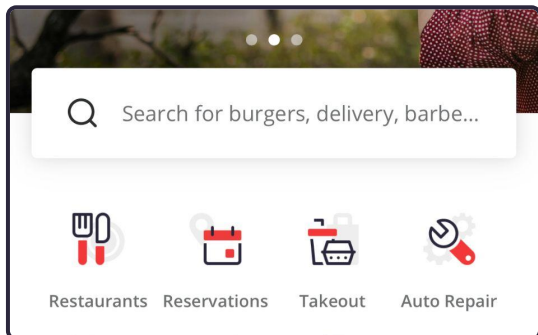 Search for burgers, delivery, barbe...
Restaurants Reservations Takeout Auto Repair